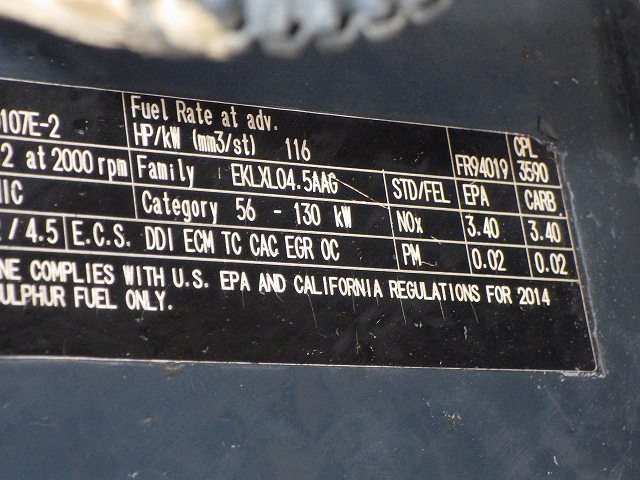 107E-2
Fuel Rate at adv.
HP/kW (mm3/st) 116
FR94019
CPL
3590
2 at 2000 rpm
Family EKLXL04.5AAG
STD/FEL EPA CARB
Category 56 - 130 kW
NOx 3.40 3.40
/ 4.5 E.C.S. DDI ECM TC CAC EGR OC
PM 0.02 0.02
NE COMPLIES WITH U.S. EPA AND CALIFORNIA REGULATIONS FOR 2014
ULPHUR FUEL ONLY.